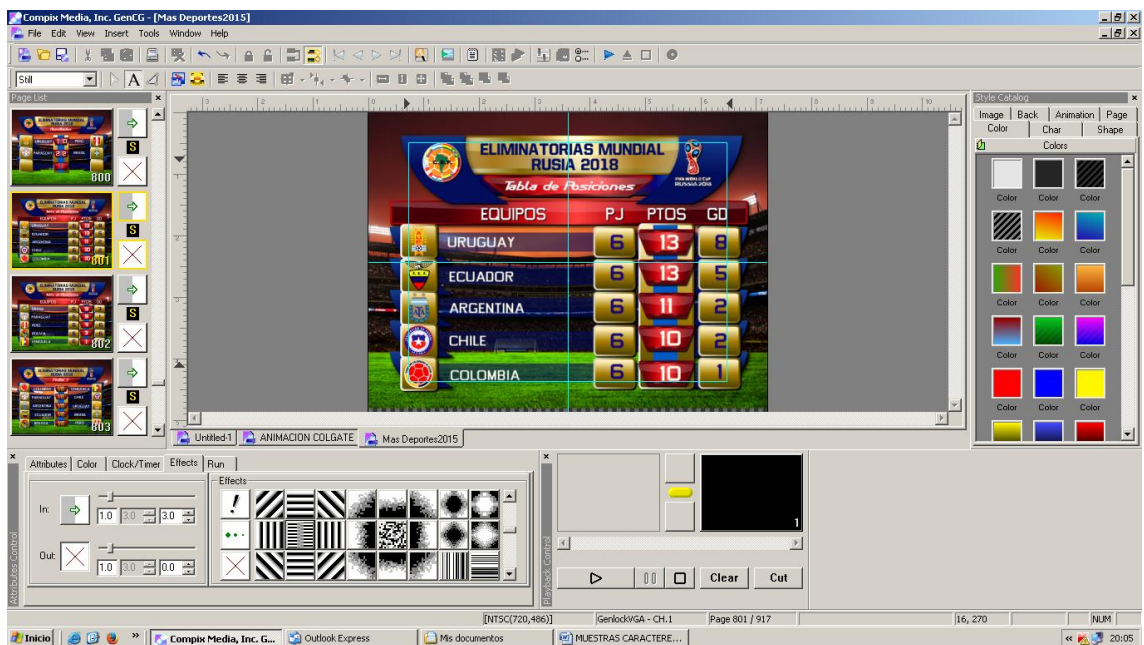 Compix Media, Inc. GenCG - [Mas Deportes2015]
File Edit View Insert Tools Window Help
Still
Page List
800
801
802
803
ELIMINATORIAS MUNDIAL
RUSIA 2018
Tabla de Posiciones
FIFA WORLD CUP
RUSSIA 2018
EQUIPOS PJ PTOS GD
URUGUAY 6 13 8
ECUADOR 6 13 5
ARGENTINA 6 11 2
CHILE 6 10 2
COLOMBIA 6 10 1
Untitled-1 ANIMACION COLGATE Mas Deportes2015
Style Catalog
Image Back Animation Page
Color Char Shape
Colors
Color Color Color
Color Color Color
Color Color Color
Color Color Color
Color Color Color
Attributes Color Clock/Timer Effects Run
Effects
In: 1.0 3.0 3.0
Out: 1.0 3.0 0.0
Attributes Control
Playback Control
1
Clear Cut
[NTSC(720,486)] GenlockVGA - CH.1 Page 801 / 917 16, 270 NUM
Inicio Compix Media, Inc. G... Outlook Express Mis documentos MUESTRAS CARACTERE... 20:05